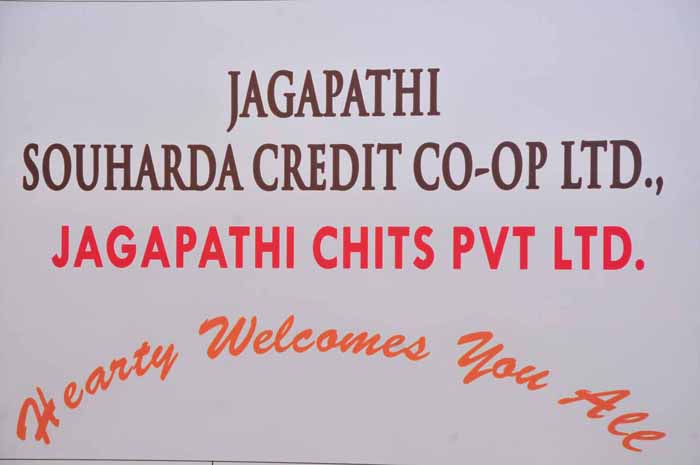 JAGAPATHI
SOUHARDA CREDIT CO-OP LTD.,
JAGAPATHI CHITS PVT LTD.
Hearty Welcomes You All